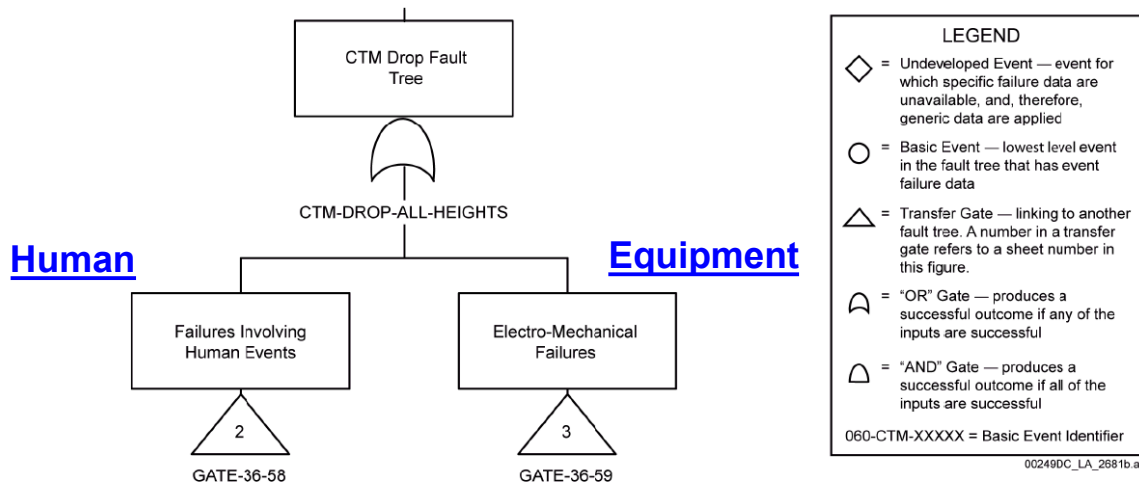 CTM Drop Fault
Tree
CTM-DROP-ALL-HEIGHTS
Human
Equipment
Failures Involving
Human Events
Electro-Mechanical
Failures
2
3
GATE-36-58
GATE-36-59
LEGEND
= Undeveloped Event — event for
which specific failure data are
unavailable, and, therefore,
generic data are applied
= Basic Event — lowest level event
in the fault tree that has event
failure data
= Transfer Gate — linking to another
fault tree. A number in a transfer
gate refers to a sheet number in
this figure.
= "OR" Gate — produces a
successful outcome if any of the
inputs are successful
= "AND" Gate — produces a
successful outcome if all of the
inputs are successful
060-CTM-XXXXX = Basic Event Identifier
00249DC_LA_2681b.a